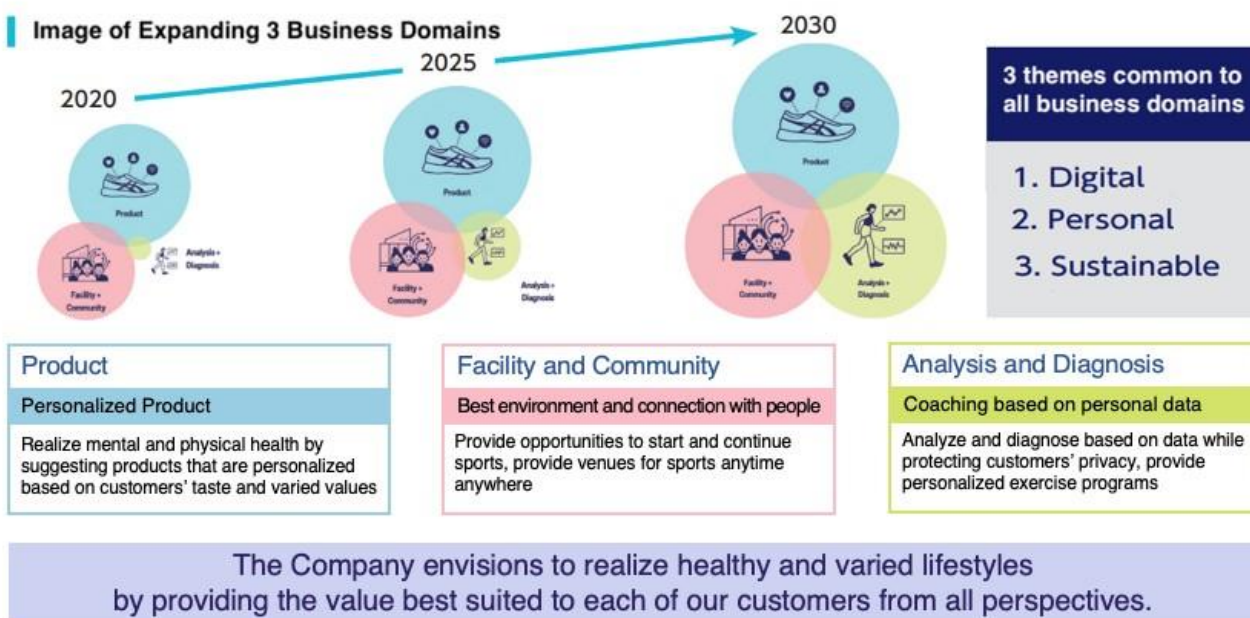 Image of Expanding 3 Business Domains
2020
2025
2030
Product
Facility +
Community
Analysis +
Diagnosis
Product
Facility +
Community
Analysis +
Diagnosis
Product
Facility +
Community
Analysis +
Diagnosis
3 themes common to
all business domains
1. Digital
2. Personal
3. Sustainable
Product
Personalized Product
Realize mental and physical health by
suggesting products that are personalized
based on customers' taste and varied values
Facility and Community
Best environment and connection with people
Provide opportunities to start and continue
sports, provide venues for sports anytime
anywhere
Analysis and Diagnosis
Coaching based on personal data
Analyze and diagnose based on data while
protecting customers' privacy, provide
personalized exercise programs
The Company envisions to realize healthy and varied lifestyles
by providing the value best suited to each of our customers from all perspectives.